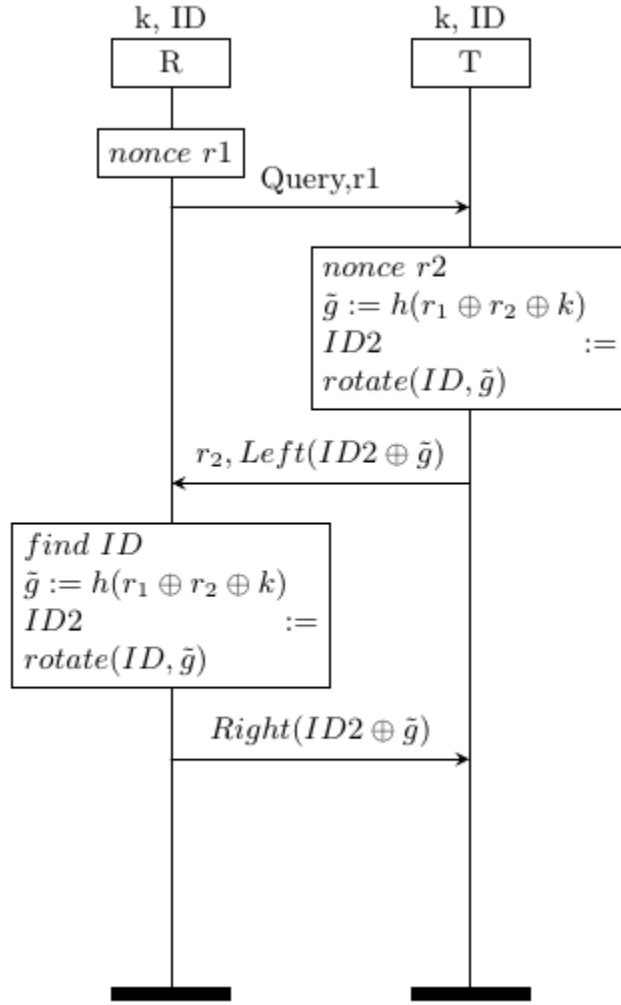 k, ID
k, ID
R
T
nonce r1
Query,r1
nonce r2
g̃ := h(r₁ ⊕ r₂ ⊕ k)
ID2 :=
rotate(ID, g̃)
r₂, Left(ID2 ⊕ g̃)
find ID
g̃ := h(r₁ ⊕ r₂ ⊕ k)
ID2 :=
rotate(ID, g̃)
Right(ID2 ⊕ g̃)